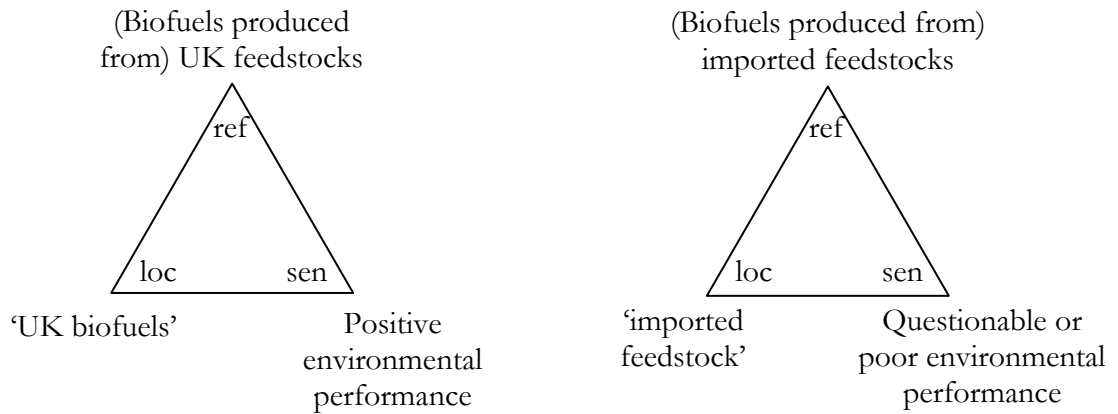 (Biofuels produced
from) UK feedstocks
ref
loc
sen
‘UK biofuels’
Positive
environmental
performance
(Biofuels produced from)
imported feedstocks
ref
loc
sen
‘imported
feedstock’
Questionable or
poor environmental
performance